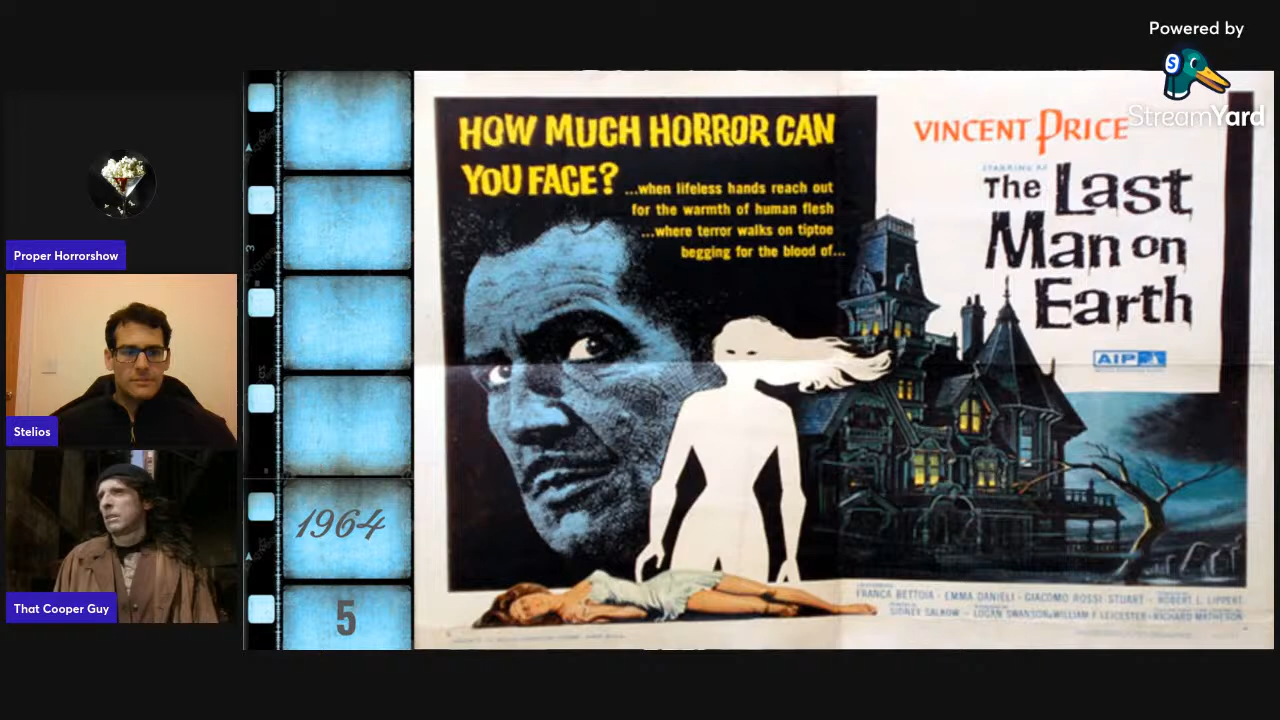 Powered by
StreamYard
Proper Horrorshow
Stelios
That Cooper Guy
1964
5
HOW MUCH HORROR CAN
YOU FACE? ...when lifeless hands reach out
for the warmth of human flesh
...where terror walks on tiptoe
begging for the blood of...
VINCENT PRICE
STARRING AS
THE LAST
MAN ON
EARTH
AIP
FRANCA BETTOIA · EMMA DANIELI · GIACOMO ROSSI-STUART
ROBERT L. LIPPERT
SIDNEY SALKOW
LOGAN SWANSON
WILLIAM F. LEICESTER
RICHARD MATHESON